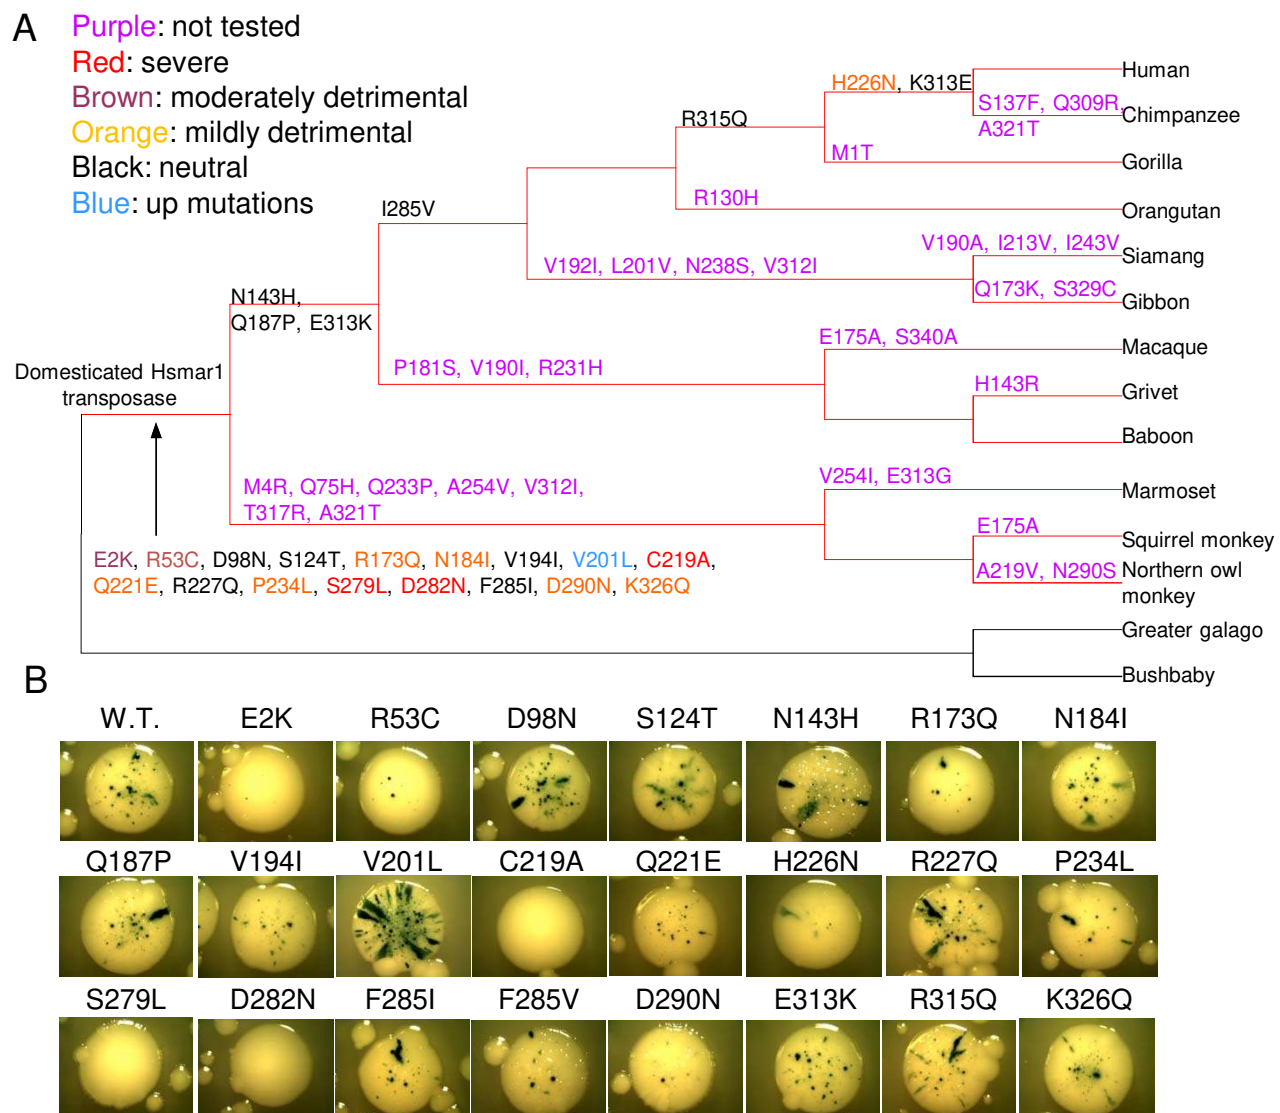 A
Purple: not tested
Red: severe
Brown: moderately detrimental
Orange: mildly detrimental
Black: neutral
Blue: up mutations
Human
H226N, K313E
S137F, Q309R,
A321T
Chimpanzee
R315Q
M1T
Gorilla
R130H
Orangutan
I285V
V190A, I213V, I243V
Siamang
V192I, L201V, N238S, V312I
Q173K, S329C
Gibbon
N143H,
Q187P, E313K
E175A, S340A
Macaque
P181S, V190I, R231H
H143R
Grivet
Baboon
Domesticated Hsmar1
transposase
V254I, E313G
Marmoset
M4R, Q75H, Q233P, A254V, V312I,
T317R, A321T
E175A
Squirrel monkey
A219V, N290S
Northern owl
monkey
E2K, R53C, D98N, S124T, R173Q, N184I, V194I, V201L, C219A,
Q221E, R227Q, P234L, S279L, D282N, F285I, D290N, K326Q
Greater galago
Bushbaby
B
W.T. E2K R53C D98N S124T N143H R173Q N184I
Q187P V194I V201L C219A Q221E H226N R227Q P234L
S279L D282N F285I F285V D290N E313K R315Q K326Q